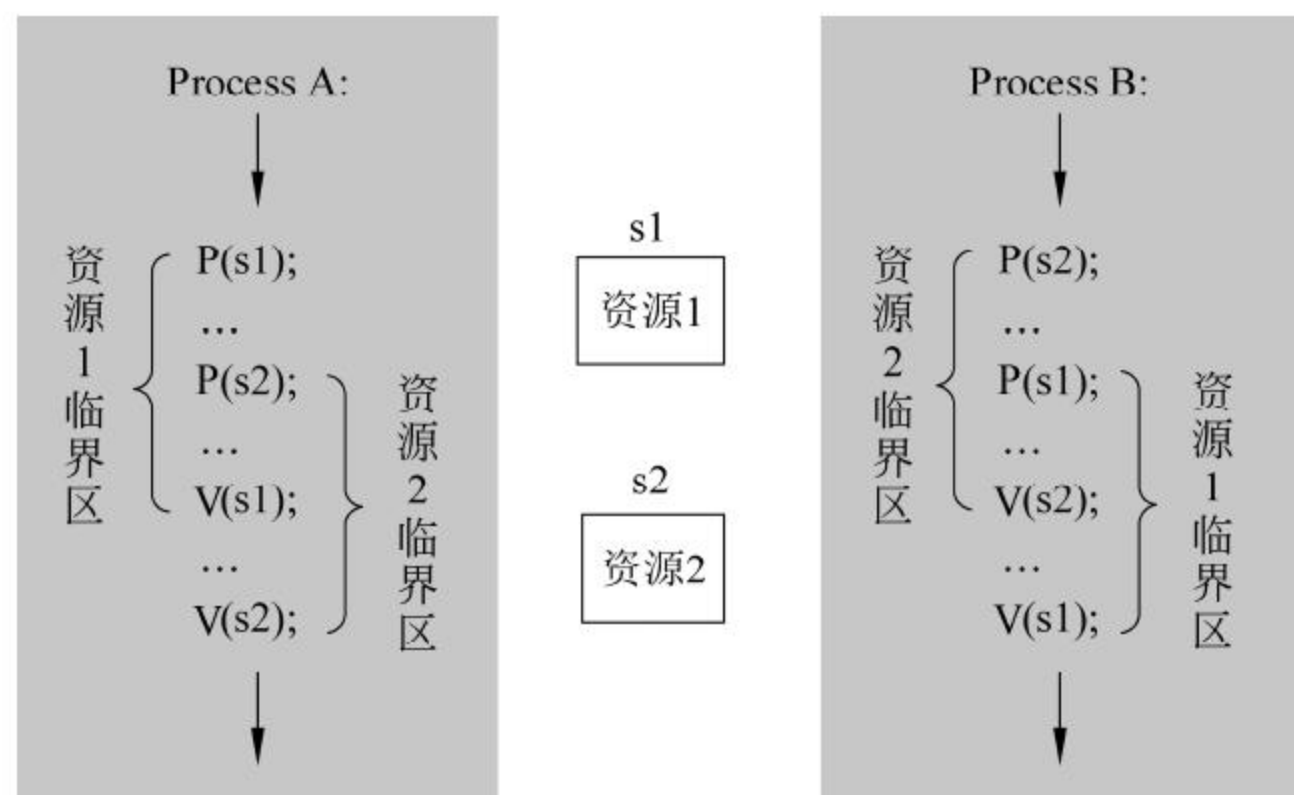 Process A:
资源1临界区
P(s1);
…
P(s2);
…
V(s1);
…
V(s2);
资源2临界区
s1
资源1
s2
资源2
Process B:
资源2临界区
P(s2);
…
P(s1);
…
V(s2);
…
V(s1);
资源1临界区